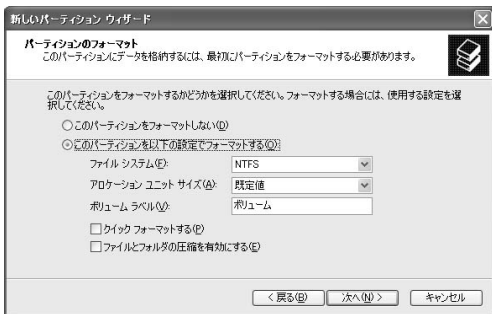 新しいパーティション ウィザード
パーティションのフォーマット
このパーティションにデータを格納するには、最初にパーティションをフォーマットする必要があります。
このパーティションをフォーマットするかどうかを選択してください。フォーマットする場合には、使用する設定を選
択してください。
このパーティションをフォーマットしない(D)
このパーティションを以下の設定でフォーマットする(O):
ファイル システム(F): NTFS
アロケーション ユニット サイズ(A): 既定値
ボリューム ラベル(V): ボリューム
クイック フォーマットする(P)
ファイルとフォルダの圧縮を有効にする(E)
< 戻る(B) 次へ(N) > キャンセル